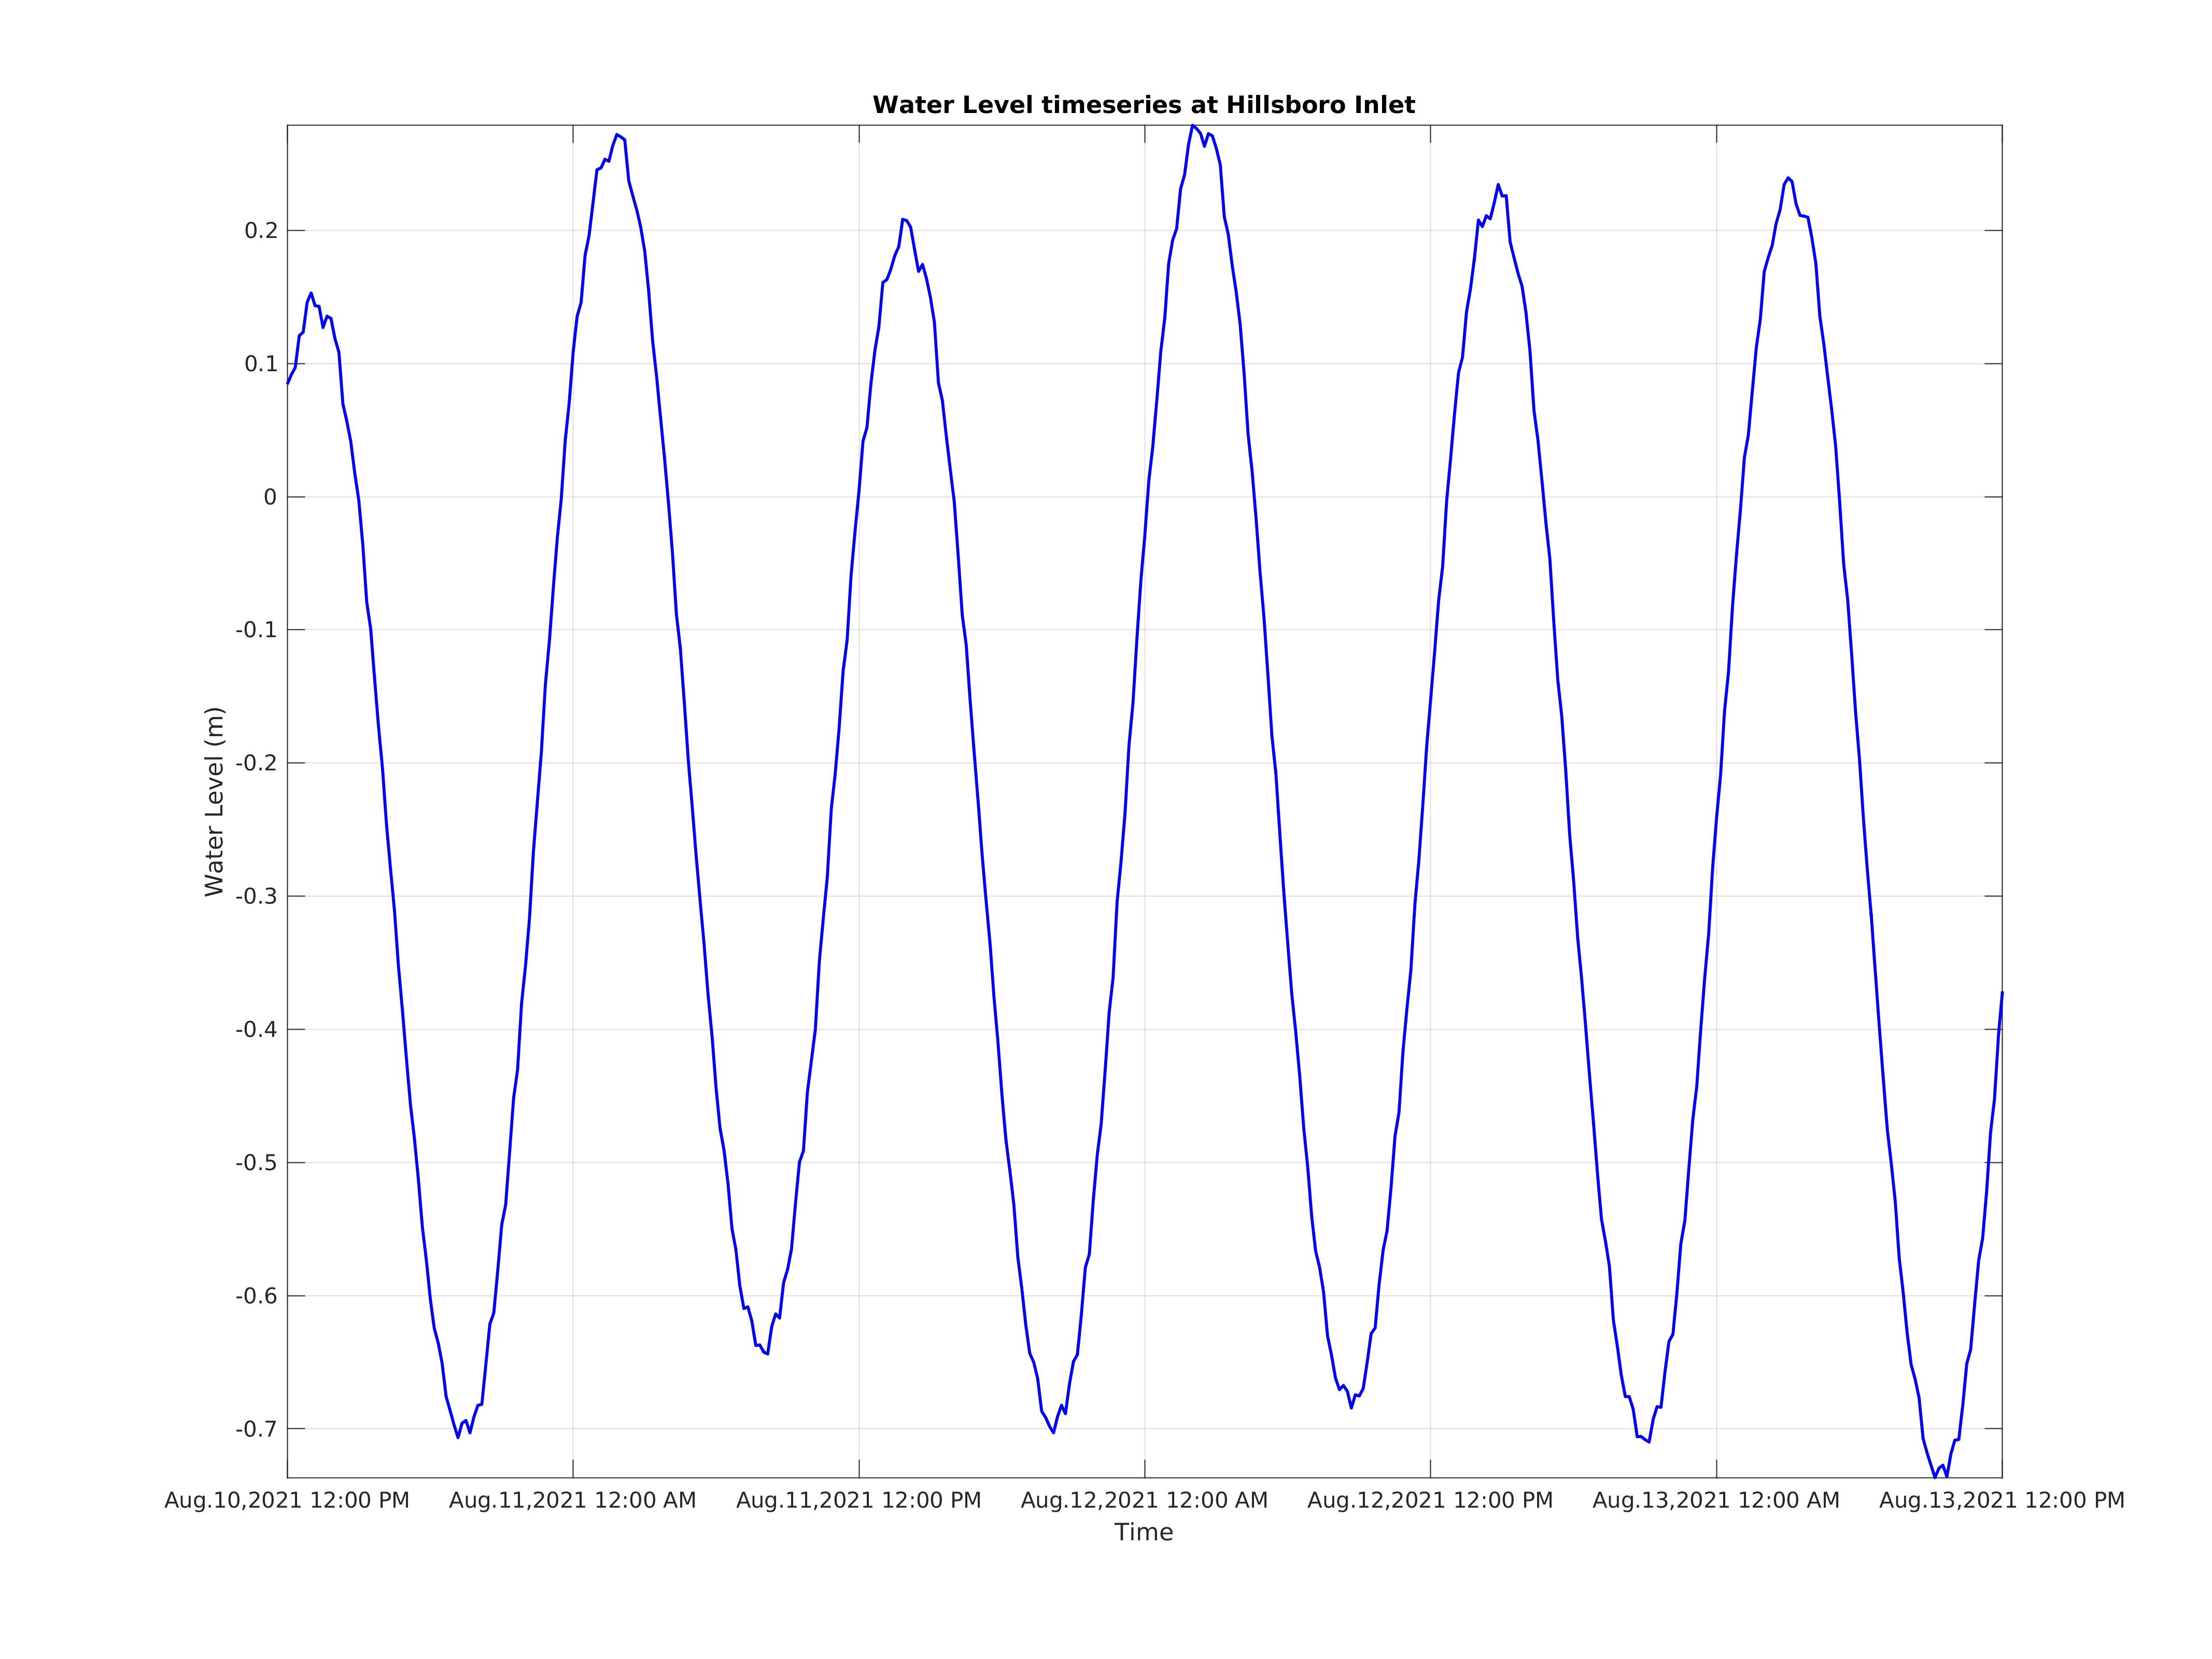 Water Level timeseries at Hillsboro Inlet
Water Level (m)
0.2
0.1
0
-0.1
-0.2
-0.3
-0.4
-0.5
-0.6
-0.7
Aug.10,2021 12:00 PM Aug.11,2021 12:00 AM Aug.11,2021 12:00 PM Aug.12,2021 12:00 AM Aug.12,2021 12:00 PM Aug.13,2021 12:00 AM Aug.13,2021 12:00 PM
Time